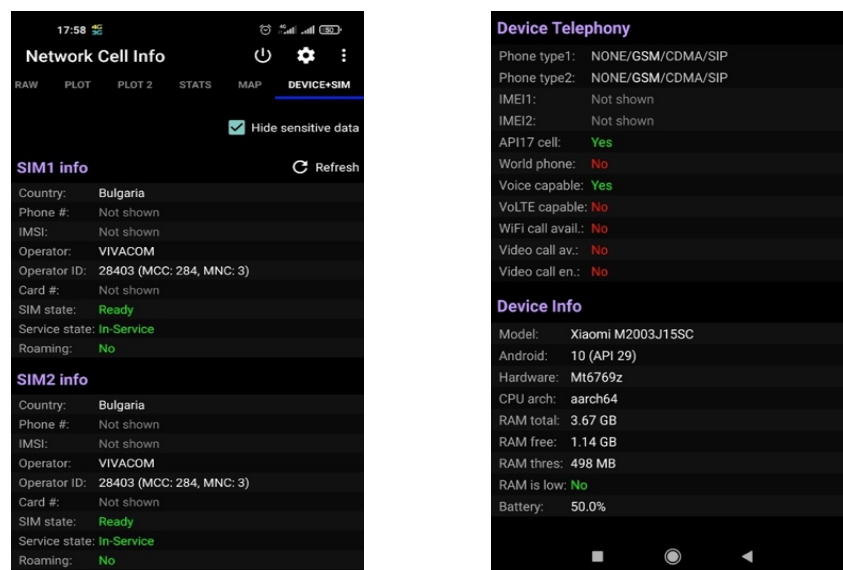 17:58 4G 50
Network Cell Info
RAW PLOT PLOT 2 STATS MAP DEVICE+SIM
Hide sensitive data
SIM1 info Refresh
Country: Bulgaria
Phone #: Not shown
IMSI: Not shown
Operator: VIVACOM
Operator ID: 28403 (MCC: 284, MNC: 3)
Card #: Not shown
SIM state: Ready
Service state: In-Service
Roaming: No
SIM2 info
Country: Bulgaria
Phone #: Not shown
IMSI: Not shown
Operator: VIVACOM
Operator ID: 28403 (MCC: 284, MNC: 3)
Card #: Not shown
SIM state: Ready
Service state: In-Service
Roaming: No
Device Telephony
Phone type1: NONE/GSM/CDMA/SIP
Phone type2: NONE/GSM/CDMA/SIP
IMEI1: Not shown
IMEI2: Not shown
API17 cell: Yes
World phone: No
Voice capable: Yes
VoLTE capable: No
WiFi call avail.: No
Video call av.: No
Video call en.: No
Device Info
Model: Xiaomi M2003J15SC
Android: 10 (API 29)
Hardware: Mt6769z
CPU arch: aarch64
RAM total: 3.67 GB
RAM free: 1.14 GB
RAM thres: 498 MB
RAM is low: No
Battery: 50.0%